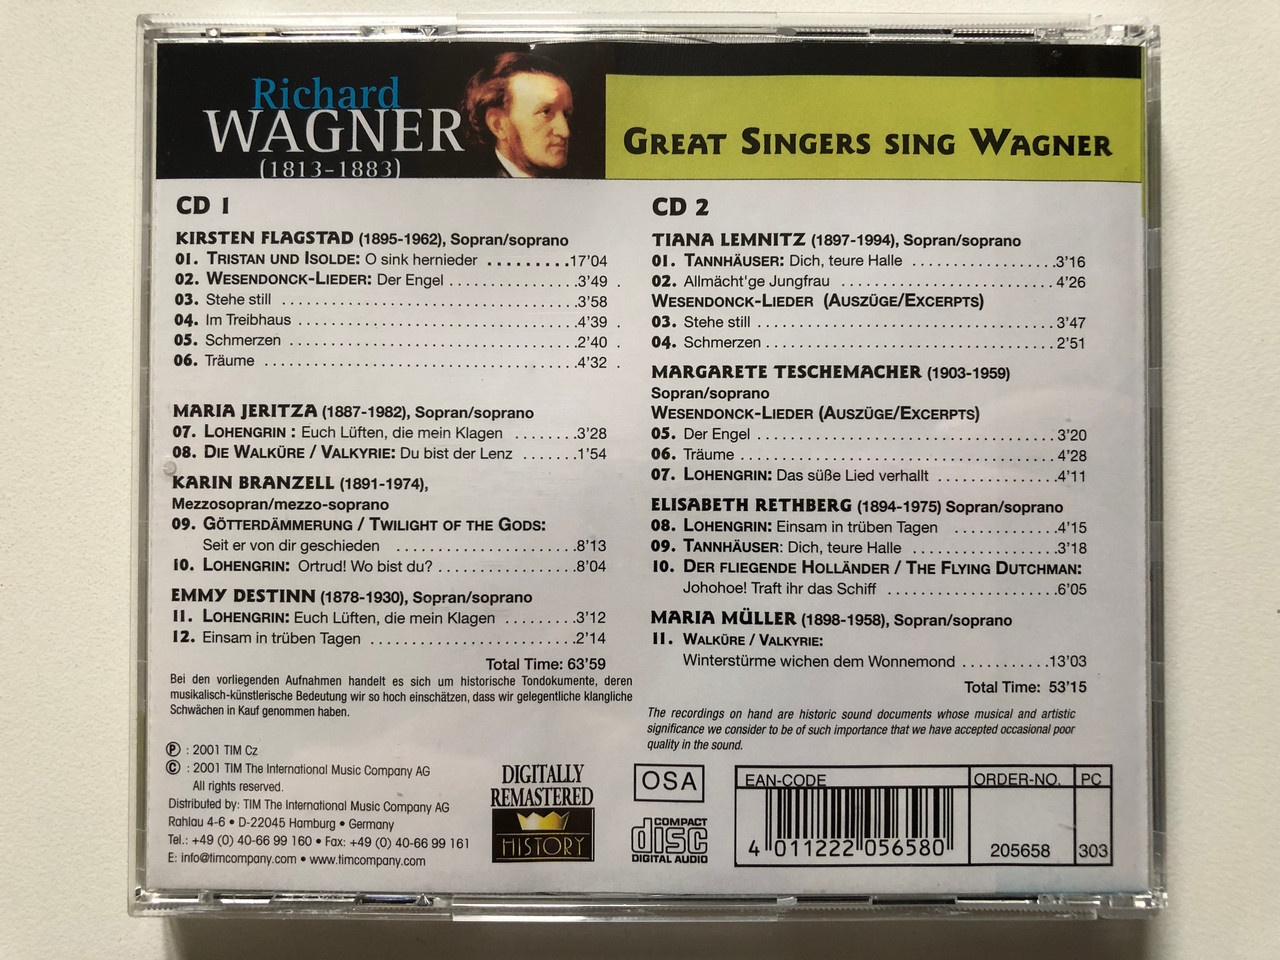 Richard
WAGNER
(1813-1883)
GREAT SINGERS SING WAGNER
CD 1
KIRSTEN FLAGSTAD (1895-1962), Sopran/soprano
01. TRISTAN UND ISOLDE: O sink hernieder .........17'04
02. WESENDONCK-LIEDER: Der Engel ................3'49 .
03. Stehe still ....................................3'58
04. Im Treibhaus ..................................4'39 .
05. Schmerzen ...................................2'40 .
06. Träume ......................................4'32 .
MARIA JERITZA (1887-1982), Sopran/soprano
07. LOHENGRIN : Euch Lüften, die mein Klagen ........3'28
08. DIE WALKÜRE / VALKYRIE: Du bist der Lenz .......1'54
KARIN BRANZELL (1891-1974),
Mezzosopran/mezzo-soprano
09. GÖTTERDÄMMERUNG / TWILIGHT OF THE GODS:
Seit er von dir geschieden ......................8'13
10. LOHENGRIN: Ortrud! Wo bist du? .................8'04
EMMY DESTINN (1878-1930), Sopran/soprano
11. LOHENGRIN: Euch Lüften, die mein Klagen ..........3'12
12. Einsam in trüben Tagen .........................2'14
Total Time: 63'59
Bei den vorliegenden Aufnahmen handelt es sich um historische Tondokumente, deren
musikalisch-künstlerische Bedeutung wir so hoch einschätzen, dass wir gelegentliche klangliche
Schwächen in Kauf genommen haben.
Ⓟ : 2001 TIM Cz
© : 2001 TIM The International Music Company AG
All rights reserved.
Distributed by: TIM The International Music Company AG
Rahlau 4-6 • D-22045 Hamburg • Germany
Tel.: +49 (0) 40-66 99 160 • Fax: +49 (0) 40-66 99 161
E: info@timcompany.com • www.timcompany.com
DIGITALLY
REMASTERED
HISTORY
CD 2
TIANA LEMNITZ (1897-1994), Sopran/soprano
01. TANNHÄUSER: Dich, teure Halle ...................3'16
02. Allmächt'ge Jungfrau ..........................4'26
WESENDONCK-LIEDER (AUSZÜGE/EXCERPTS)
03. Stehe still ....................................3'47
04. Schmerzen ...................................2'51
MARGARETE TESCHEMACHER (1903-1959)
Sopran/soprano
WESENDONCK-LIEDER (AUSZÜGE/EXCERPTS)
05. Der Engel ....................................3'20
06. Träume ......................................4'28
07. LOHENGRIN: Das süße Lied verhallt ...............4'11
ELISABETH RETHBERG (1894-1975) Sopran/soprano
08. LOHENGRIN: Einsam in trüben Tagen .............4'15
09. TANNHÄUSER: Dich, teure Halle ...................3'18
10. DER FLIEGENDE HOLLÄNDER / THE FLYING DUTCHMAN:
Johohoe! Traft ihr das Schiff .....................6'05
MARIA MÜLLER (1898-1958), Sopran/soprano
11. WALKÜRE / VALKYRIE:
Winterstürme wichen dem Wonnemond ...........13'03
Total Time: 53'15
The recordings on hand are historic sound documents whose musical and artistic
significance we consider to be of such importance that we have accepted occasional poor
quality in the sound.
OSA
COMPACT
disc
DIGITAL AUDIO
EAN-CODE
ORDER-NO.
PC
4 011222 056580
205658
303